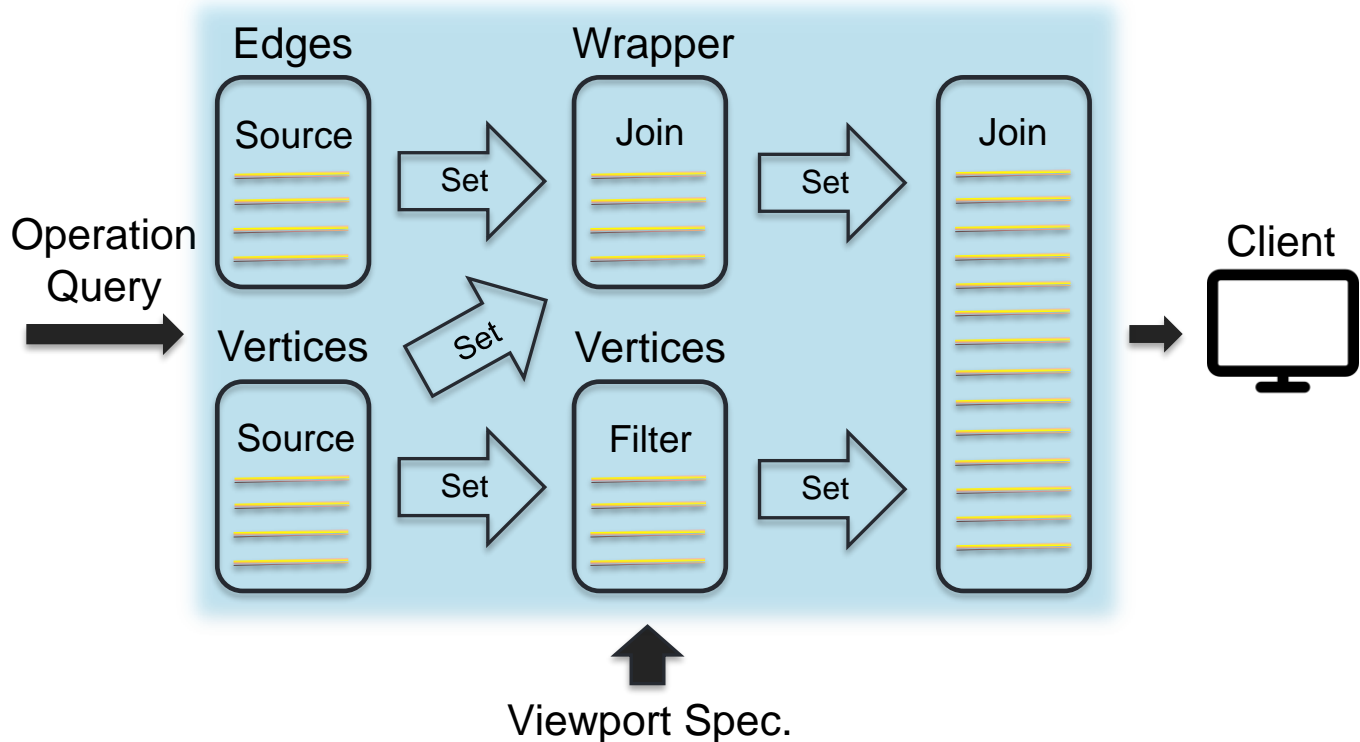 Edges
Wrapper
Source
Join
Join
Set
Set
Operation
Query
Client
Set
Vertices
Vertices
Source
Filter
Set
Set
Viewport Spec.